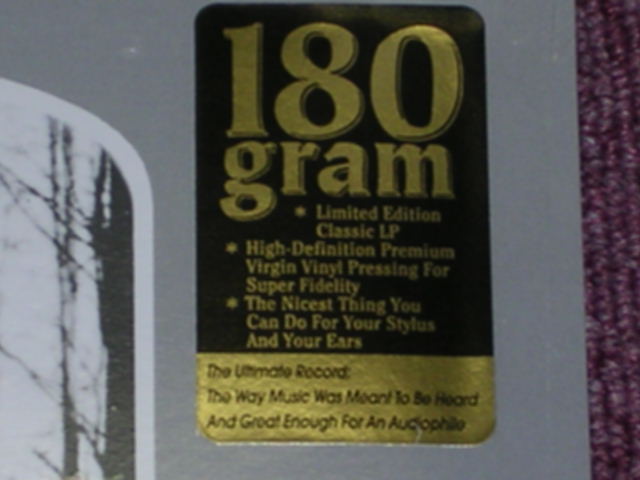 180
gram
* Limited Edition
Classic LP
* High-Definition Premium
Virgin Vinyl Pressing For
Super Fidelity
* The Nicest Thing You
Can Do For Your Stylus
And Your Ears
The Ultimate Record:
The Way Music Was Meant To Be Heard
And Great Enough For An Audiophile